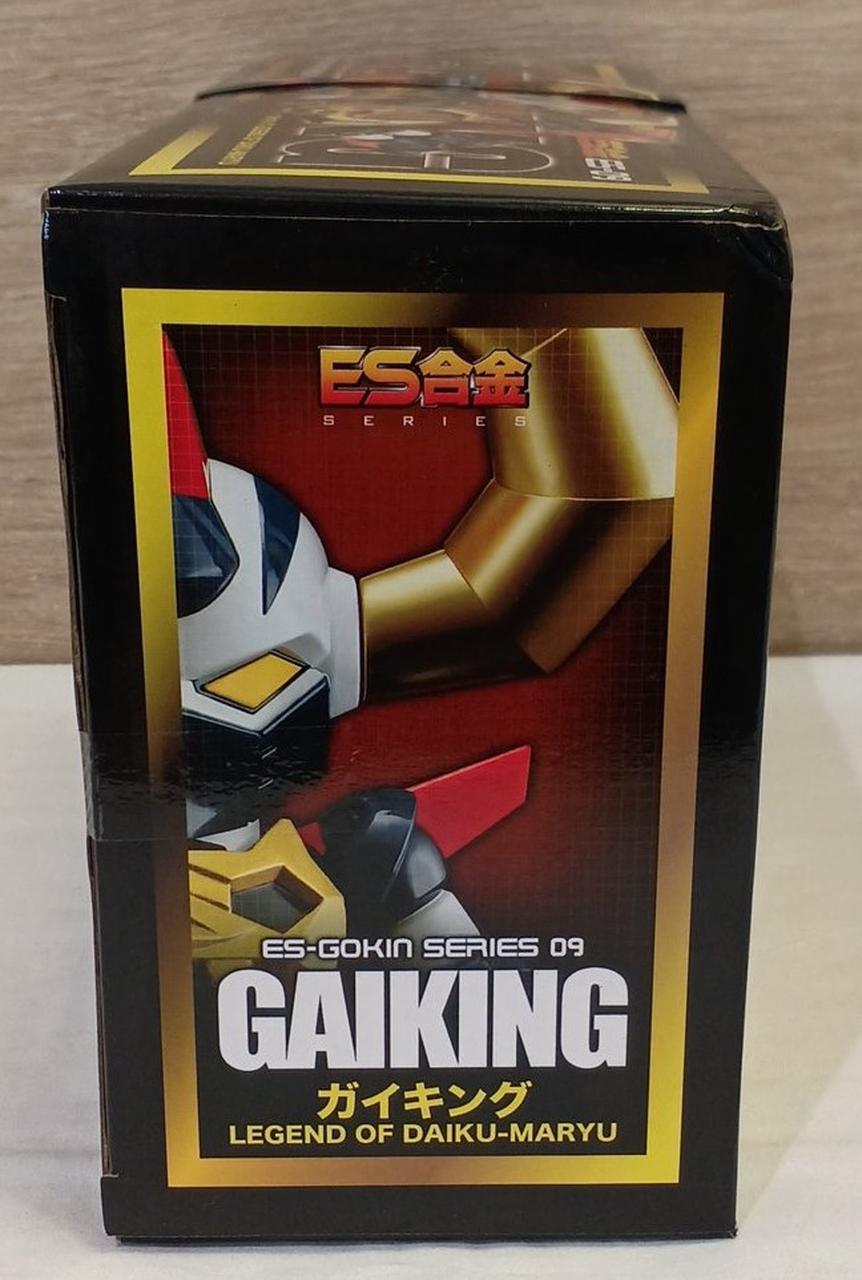 ES合金
SERIES
ES-GOKIN SERIES 09
GAIKING
ガイキング
LEGEND OF DAIKU-MARYU